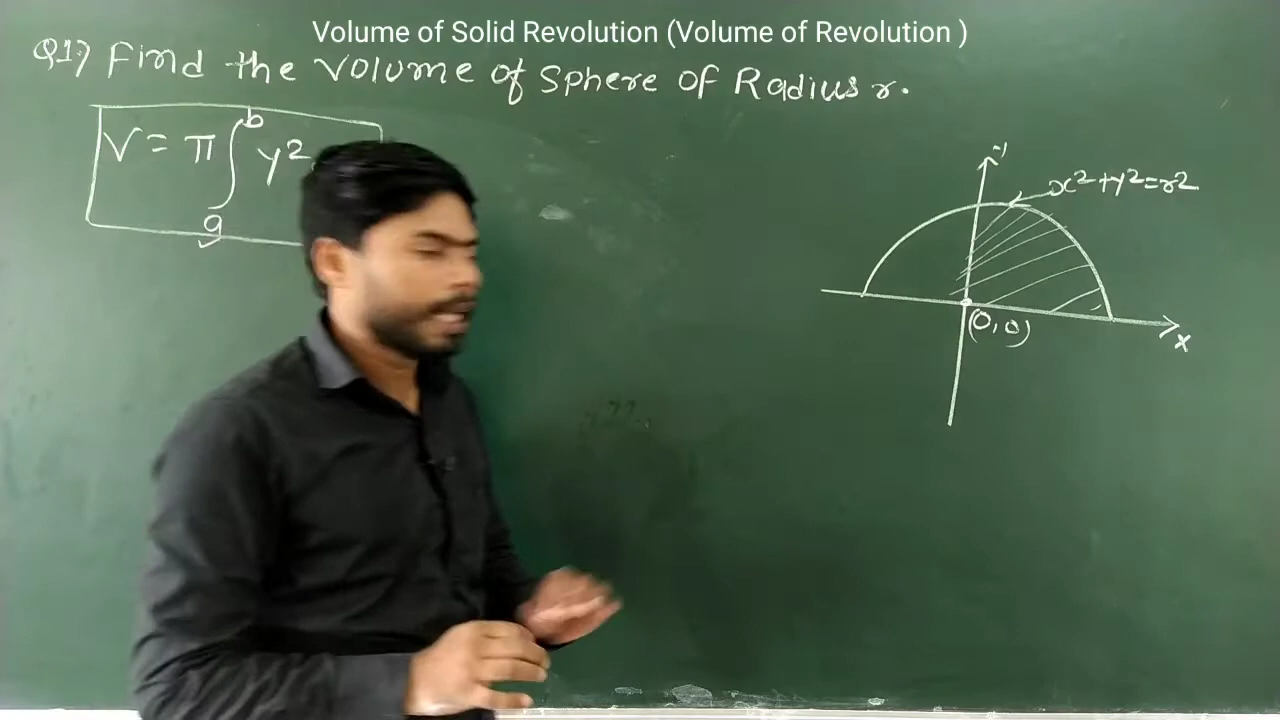 Volume of Solid Revolution (Volume of Revolution )
Q1:) Find the Volume of Sphere of Radius r.
V = π∫ₐᵇ y²
x²+y²=r²
(0,0)
x